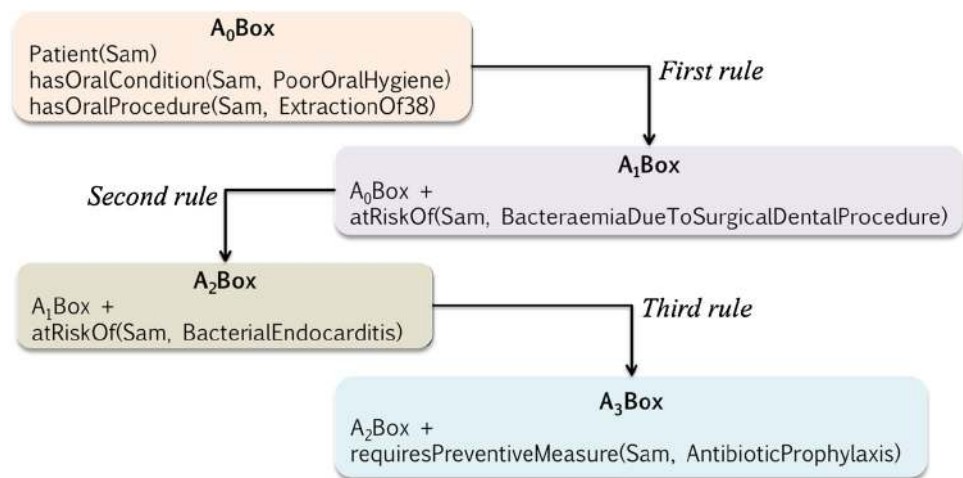 A₀Box
Patient(Sam)
hasOralCondition(Sam, PoorOralHygiene)
hasOralProcedure(Sam, ExtractionOf38)
First rule
A₁Box
A₀Box +
atRiskOf(Sam, BacteraemiaDueToSurgicalDentalProcedure)
Second rule
A₂Box
A₁Box +
atRiskOf(Sam, BacterialEndocarditis)
Third rule
A₃Box
A₂Box +
requiresPreventiveMeasure(Sam, AntibioticProphylaxis)